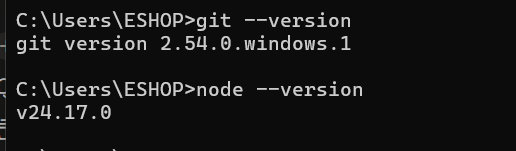 C:\Users\ESHOP>git --version
git version 2.54.0.windows.1
C:\Users\ESHOP>node --version
v24.17.0